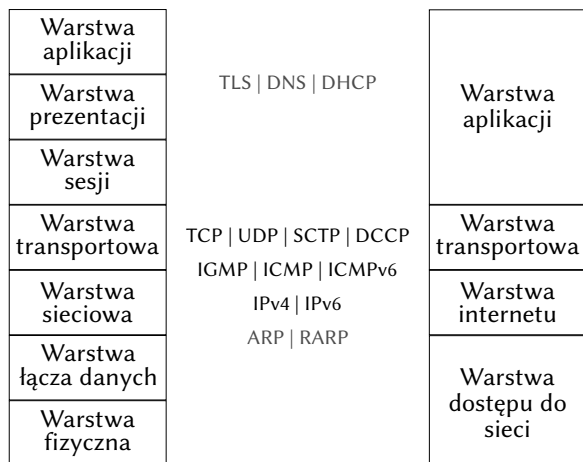 Warstwa
aplikacji
Warstwa
prezentacji
Warstwa
sesji
Warstwa
transportowa
Warstwa
sieciowa
Warstwa
łącza danych
Warstwa
fizyczna
TLS | DNS | DHCP
TCP | UDP | SCTP | DCCP
IGMP | ICMP | ICMPv6
IPv4 | IPv6
ARP | RARP
Warstwa
aplikacji
Warstwa
transportowa
Warstwa
internetu
Warstwa
dostępu do
sieci